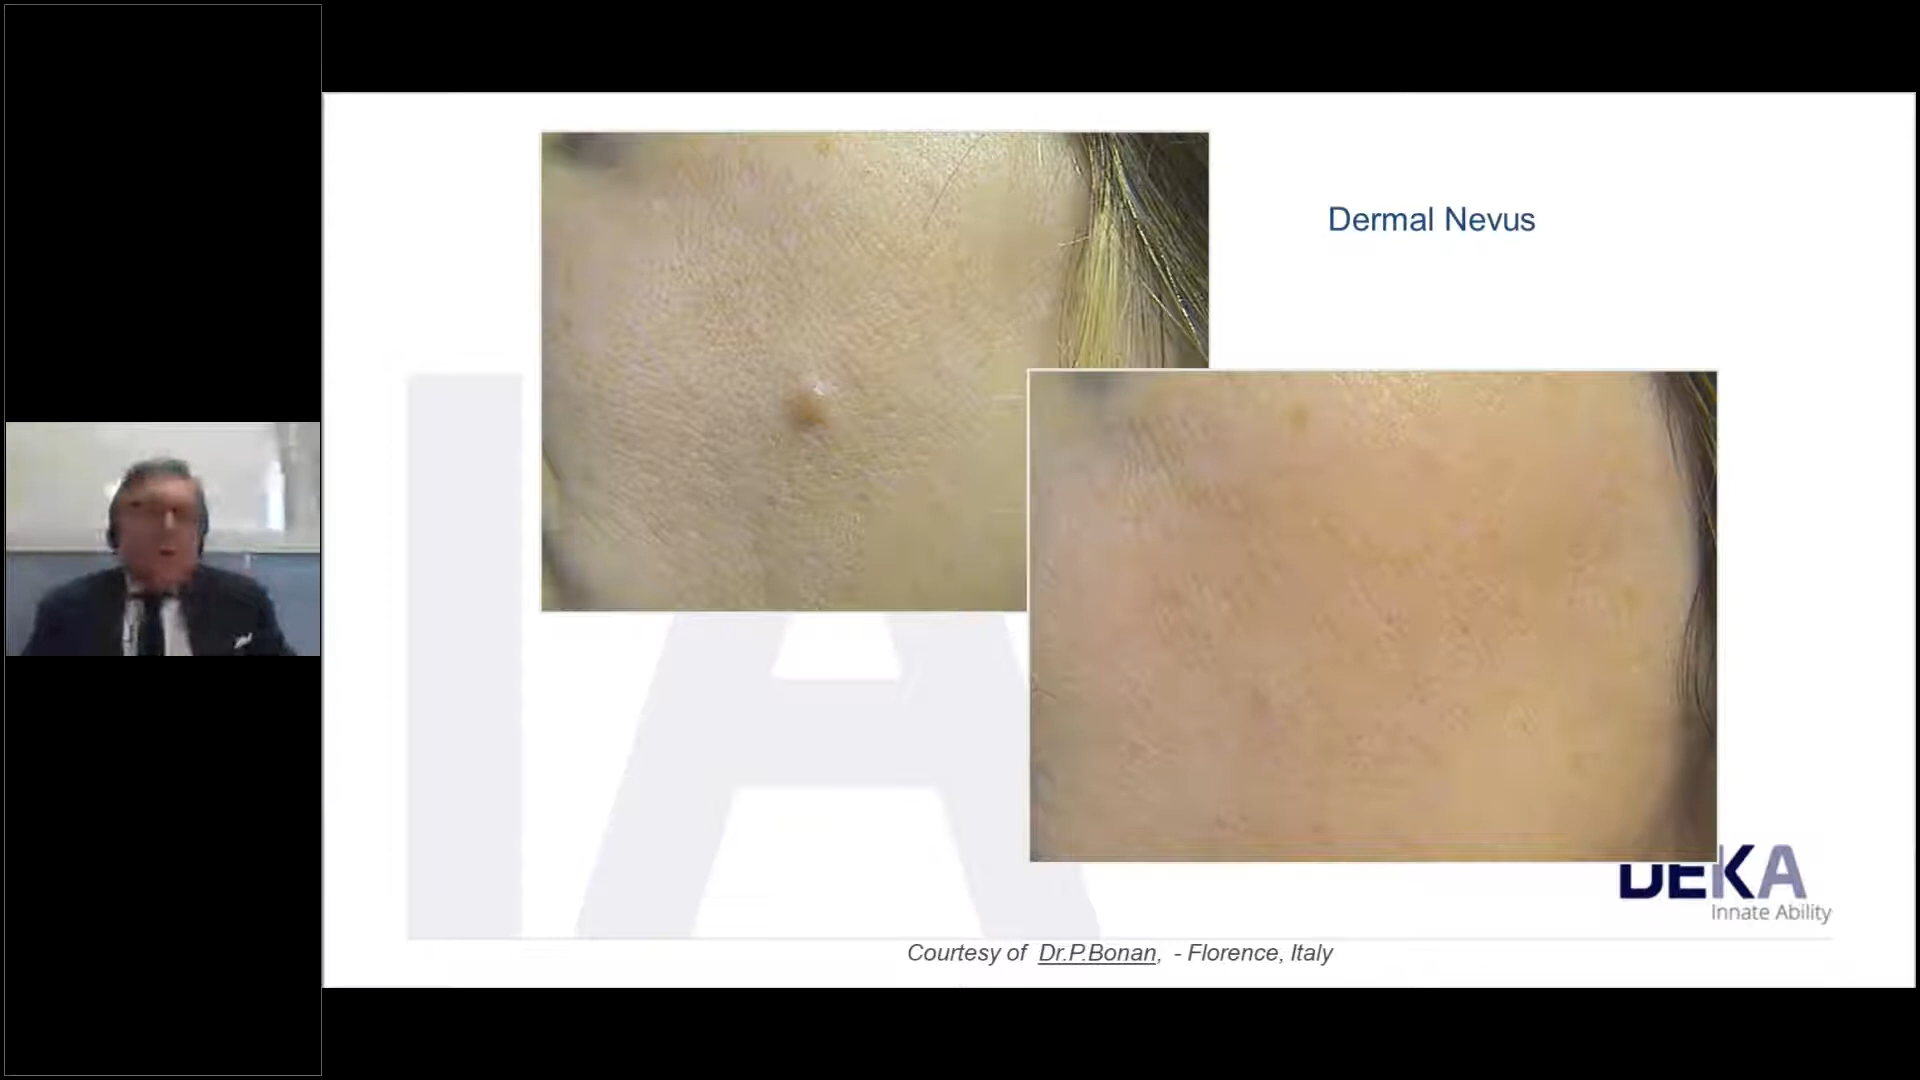 Dermal Nevus
DEKA
Innate Ability
Courtesy of Dr.P.Bonan, - Florence, Italy